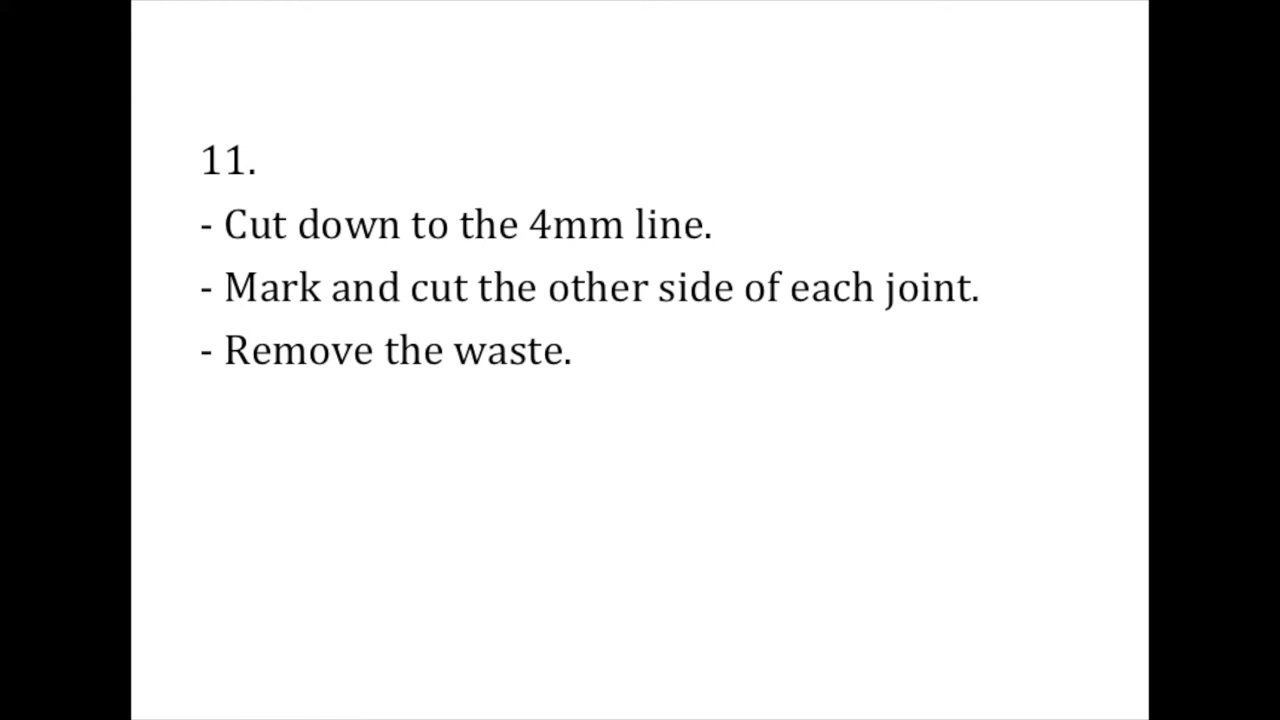 11.
- Cut down to the 4mm line.
- Mark and cut the other side of each joint.
- Remove the waste.